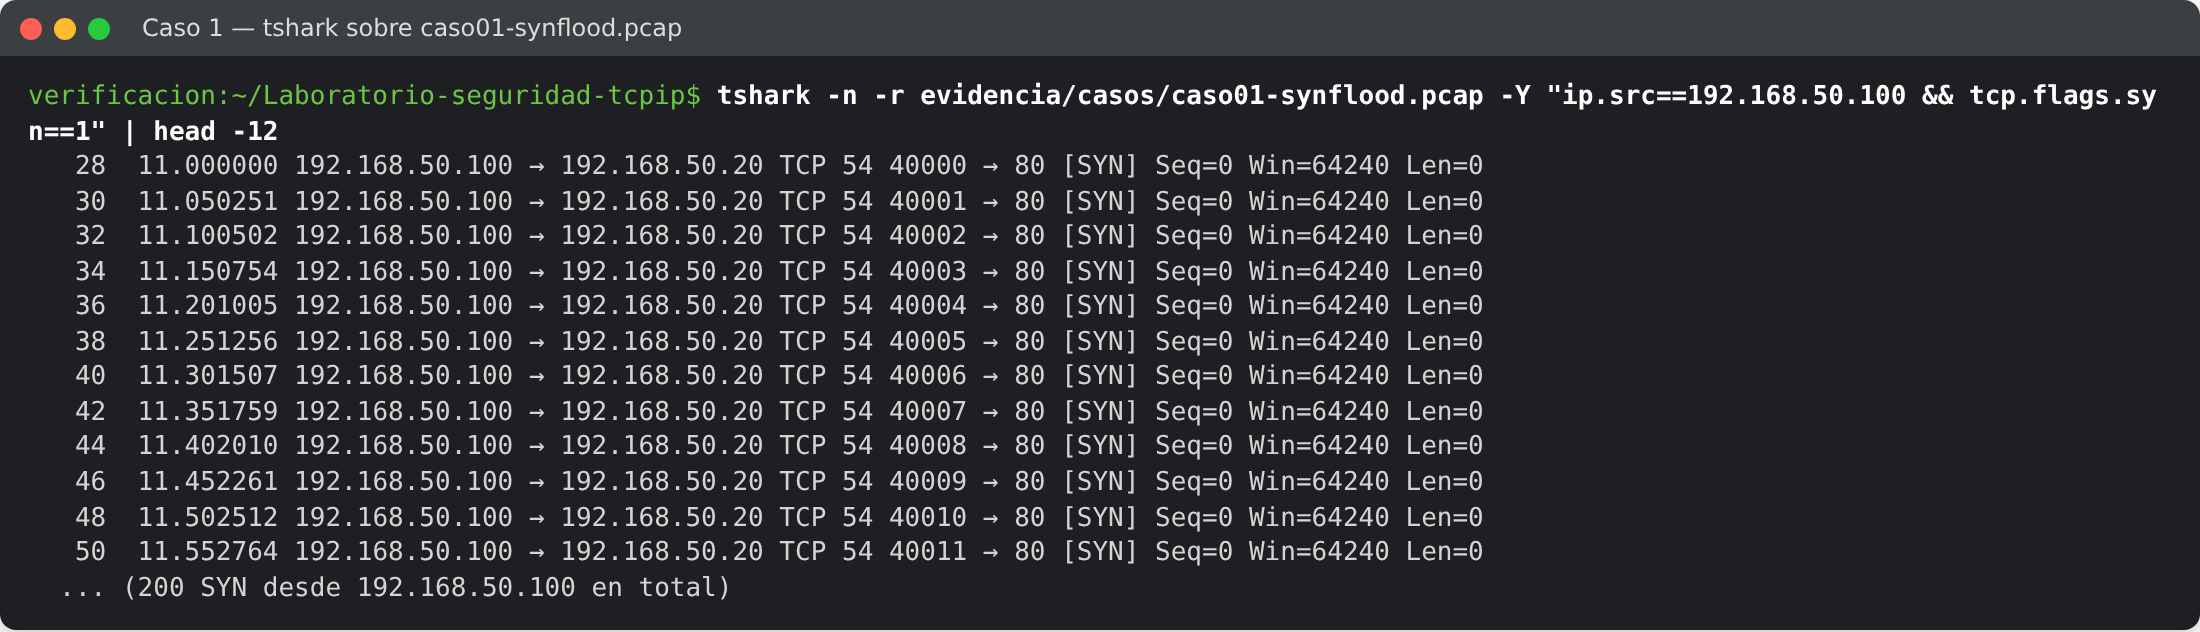 Caso 1 — tshark sobre caso01-synflood.pcap
verificacion:~/Laboratorio-seguridad-tcpip$ tshark -n -r evidencia/casos/caso01-synflood.pcap -Y "ip.src==192.168.50.100 && tcp.flags.sy
n==1" | head -12
   28  11.000000 192.168.50.100 → 192.168.50.20 TCP 54 40000 → 80 [SYN] Seq=0 Win=64240 Len=0
   30  11.050251 192.168.50.100 → 192.168.50.20 TCP 54 40001 → 80 [SYN] Seq=0 Win=64240 Len=0
   32  11.100502 192.168.50.100 → 192.168.50.20 TCP 54 40002 → 80 [SYN] Seq=0 Win=64240 Len=0
   34  11.150754 192.168.50.100 → 192.168.50.20 TCP 54 40003 → 80 [SYN] Seq=0 Win=64240 Len=0
   36  11.201005 192.168.50.100 → 192.168.50.20 TCP 54 40004 → 80 [SYN] Seq=0 Win=64240 Len=0
   38  11.251256 192.168.50.100 → 192.168.50.20 TCP 54 40005 → 80 [SYN] Seq=0 Win=64240 Len=0
   40  11.301507 192.168.50.100 → 192.168.50.20 TCP 54 40006 → 80 [SYN] Seq=0 Win=64240 Len=0
   42  11.351759 192.168.50.100 → 192.168.50.20 TCP 54 40007 → 80 [SYN] Seq=0 Win=64240 Len=0
   44  11.402010 192.168.50.100 → 192.168.50.20 TCP 54 40008 → 80 [SYN] Seq=0 Win=64240 Len=0
   46  11.452261 192.168.50.100 → 192.168.50.20 TCP 54 40009 → 80 [SYN] Seq=0 Win=64240 Len=0
   48  11.502512 192.168.50.100 → 192.168.50.20 TCP 54 40010 → 80 [SYN] Seq=0 Win=64240 Len=0
   50  11.552764 192.168.50.100 → 192.168.50.20 TCP 54 40011 → 80 [SYN] Seq=0 Win=64240 Len=0
  ... (200 SYN desde 192.168.50.100 en total)